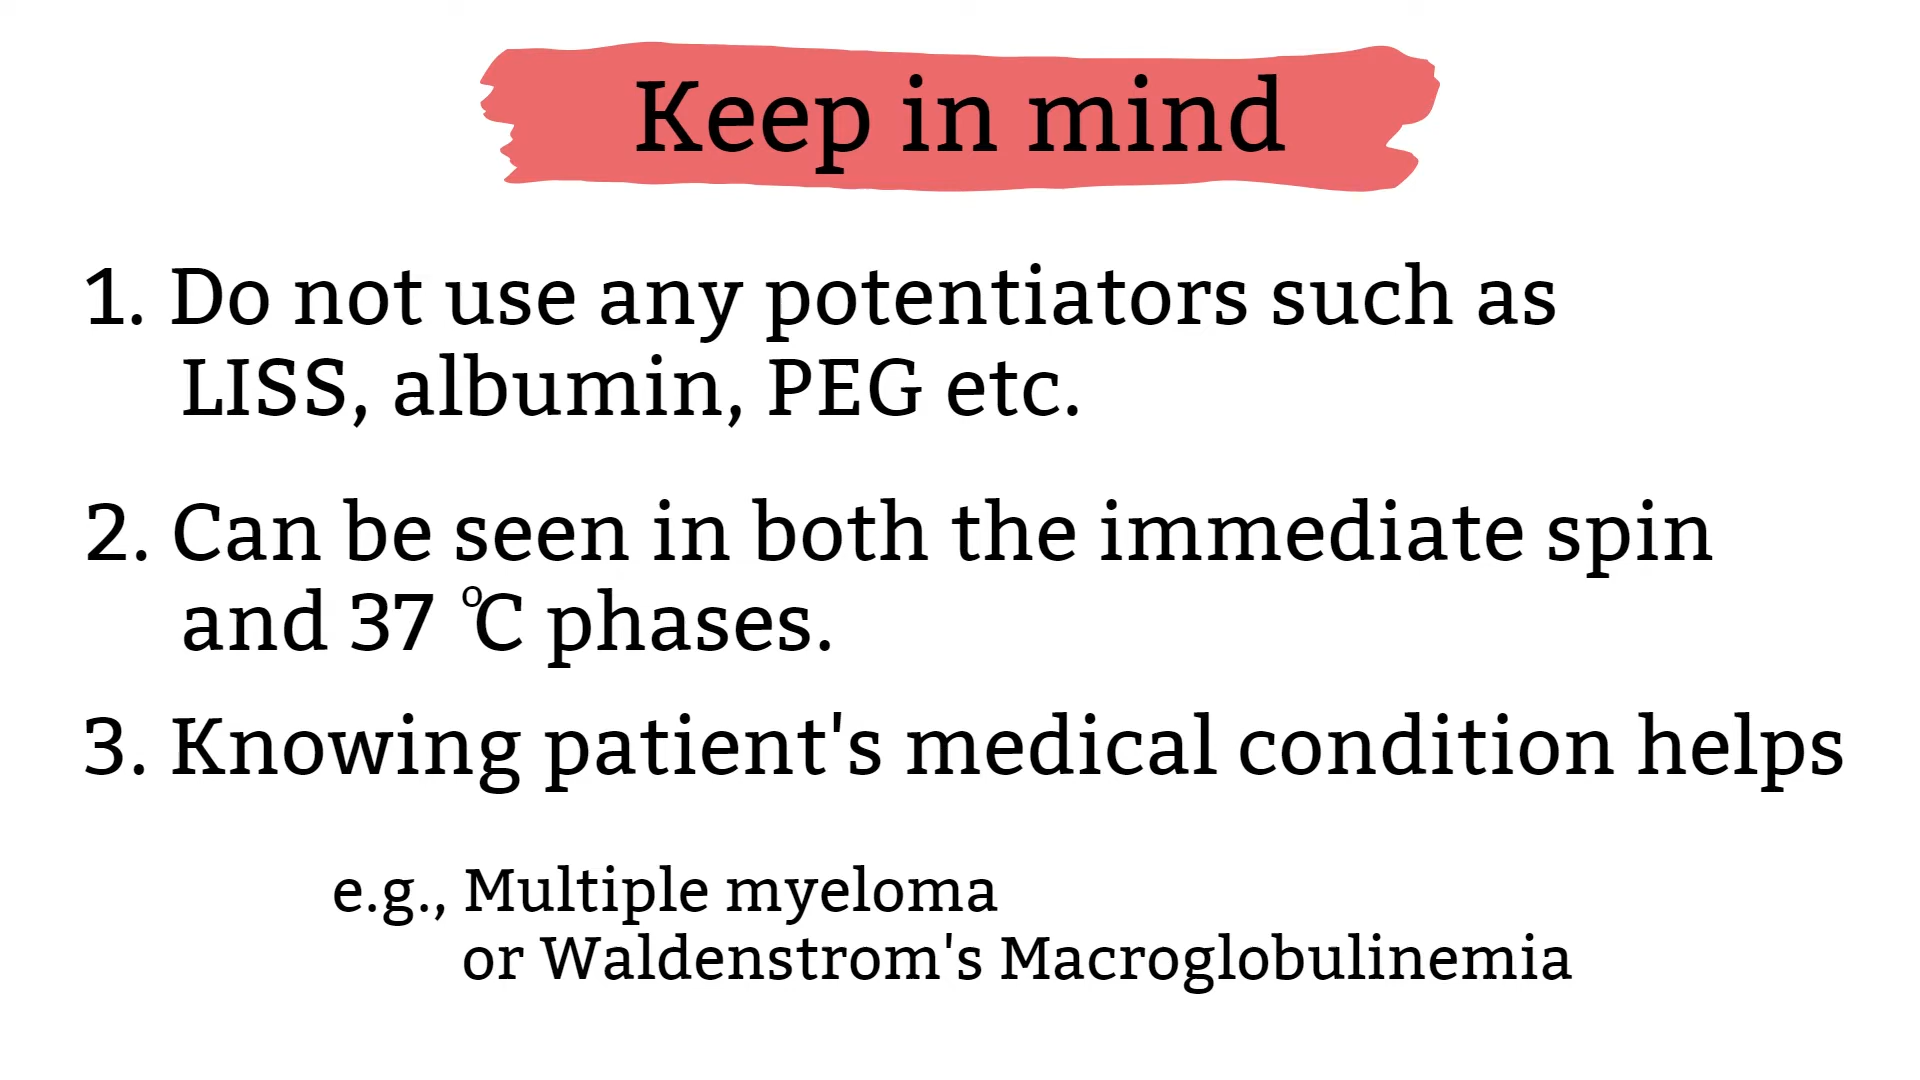 Keep in mind
1. Do not use any potentiators such as
LISS, albumin, PEG etc.
2. Can be seen in both the immediate spin
and 37 °C phases.
3. Knowing patient's medical condition helps
e.g., Multiple myeloma
or Waldenstrom's Macroglobulinemia